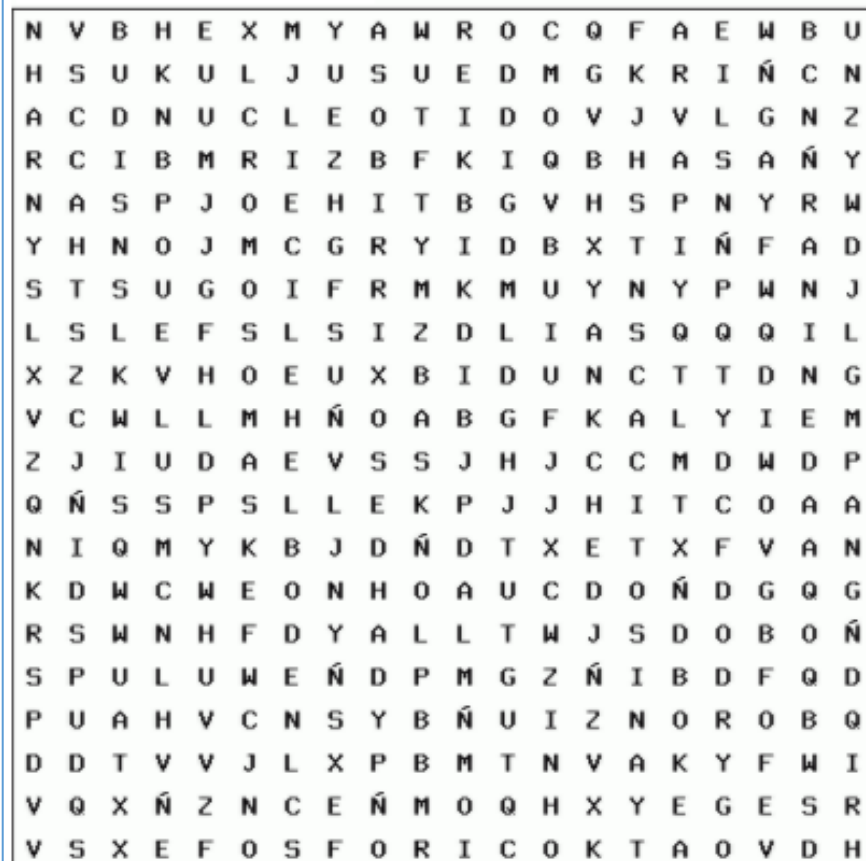 N V B H E X M Y A W R O C Q F A E W B U
H S U K U L J U S U E D M G K R I Ñ C N
A C D N U C L E O T I D O V J V L G N Z
R C I B M R I Z B F K I Q B H A S A Ñ Y
N A S P J O E H I T B G V H S P N Y R W
Y H N O J M C G R Y I D B X T I Ñ F A D
S T S U G O I F R M K M U Y N Y P W N J
L S L E F S L S I Z D L I A S Q Q Q I L
X Z K V H O E U X B I D U N C T T D N G
V C W L L M H Ñ O A B G F K A L Y I E M
Z J I U D A E V S S J H J C C M D W D P
Q Ñ S S P S L L E K P J J H I T C O A A
N I Q M Y K B J D Ñ D T X E T X F V A N
K D W C W E O N H O A U C D O Ñ D G Q G
R S W N H F D Y A L L T W J S D O B O Ñ
S P U L U W E Ñ D P M G Z Ñ I B D F Q D
P U A H V C N S Y B Ñ U I Z N O R O B Q
D D T V V J L X P B M T N V A K Y F W I
V Q X Ñ Z N C E Ñ M O Q H X Y E G E S R
V S X E F O S F O R I C O K T A O V D H